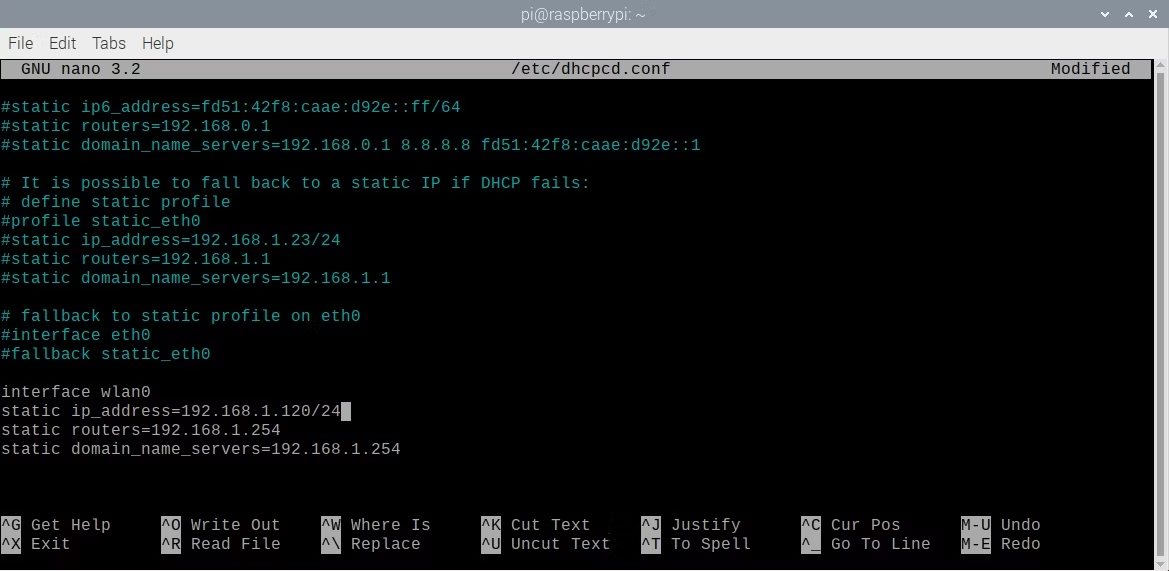 pi@raspberrypi: ~
File Edit Tabs Help
GNU nano 3.2 /etc/dhcpcd.conf Modified
#static ip6_address=fd51:42f8:caae:d92e::ff/64
#static routers=192.168.0.1
#static domain_name_servers=192.168.0.1 8.8.8.8 fd51:42f8:caae:d92e::1
# It is possible to fall back to a static IP if DHCP fails:
# define static profile
#profile static_eth0
#static ip_address=192.168.1.23/24
#static routers=192.168.1.1
#static domain_name_servers=192.168.1.1
# fallback to static profile on eth0
#interface eth0
#fallback static_eth0
interface wlan0
static ip_address=192.168.1.120/24
static routers=192.168.1.254
static domain_name_servers=192.168.1.254
^G Get Help ^O Write Out ^W Where Is ^K Cut Text ^J Justify ^C Cur Pos M-U Undo
^X Exit ^R Read File ^\ Replace ^U Uncut Text ^T To Spell ^_ Go To Line M-E Redo